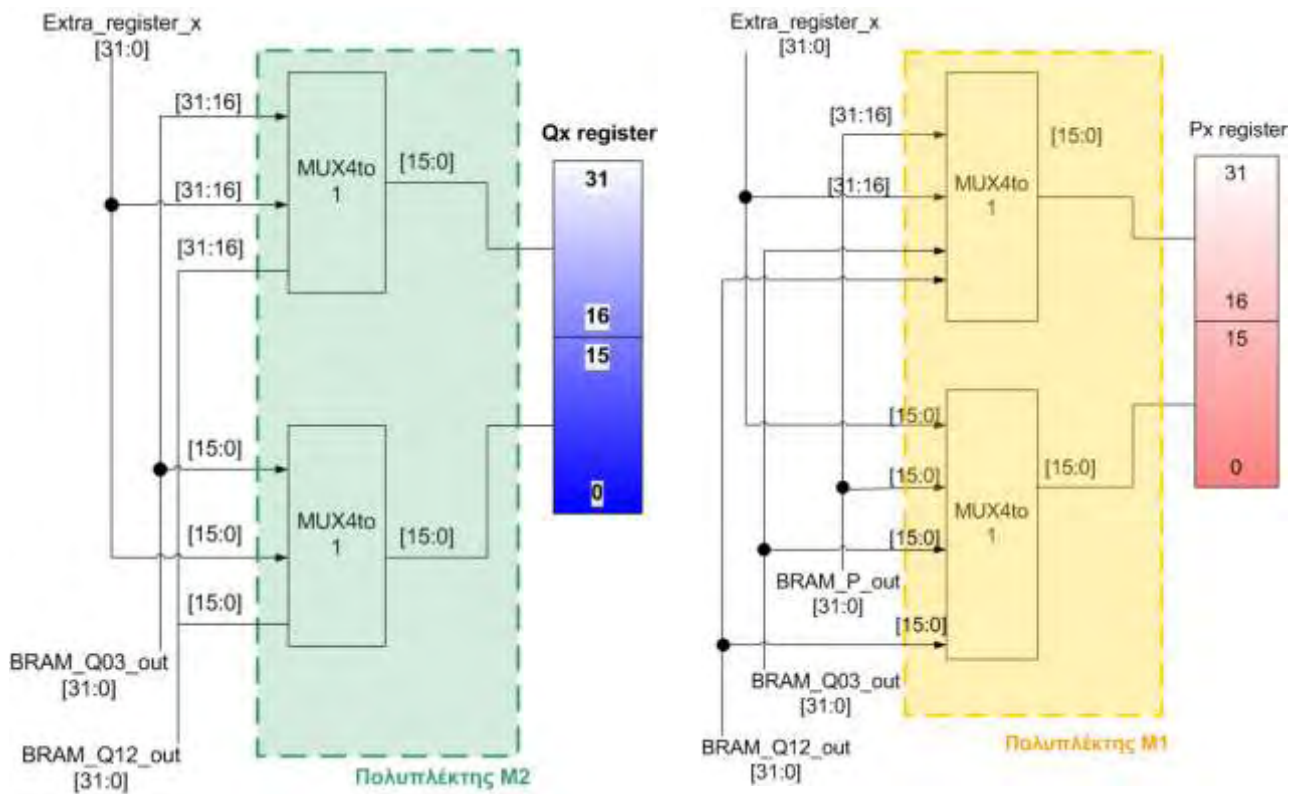 Extra_register_x
[31:0]
[31:16]
MUX4to
1
[15:0]
[31:16]
[31:16]
Qx register
31
16
15
0
[15:0]
MUX4to
1
[15:0]
[15:0]
[15:0]
BRAM_Q03_out
[31:0]
BRAM_Q12_out
[31:0]
Πολυπλέκτης M2
Extra_register_x
[31:0]
[31:16]
[15:0]
MUX4to
1
[31:16]
Px register
31
16
15
0
[15:0]
[15:0]
[15:0]
MUX4to
1
[15:0]
BRAM_P_out
[31:0]
[15:0]
BRAM_Q03_out
[31:0]
BRAM_Q12_out
[31:0]
Πολυπλέκτης M1